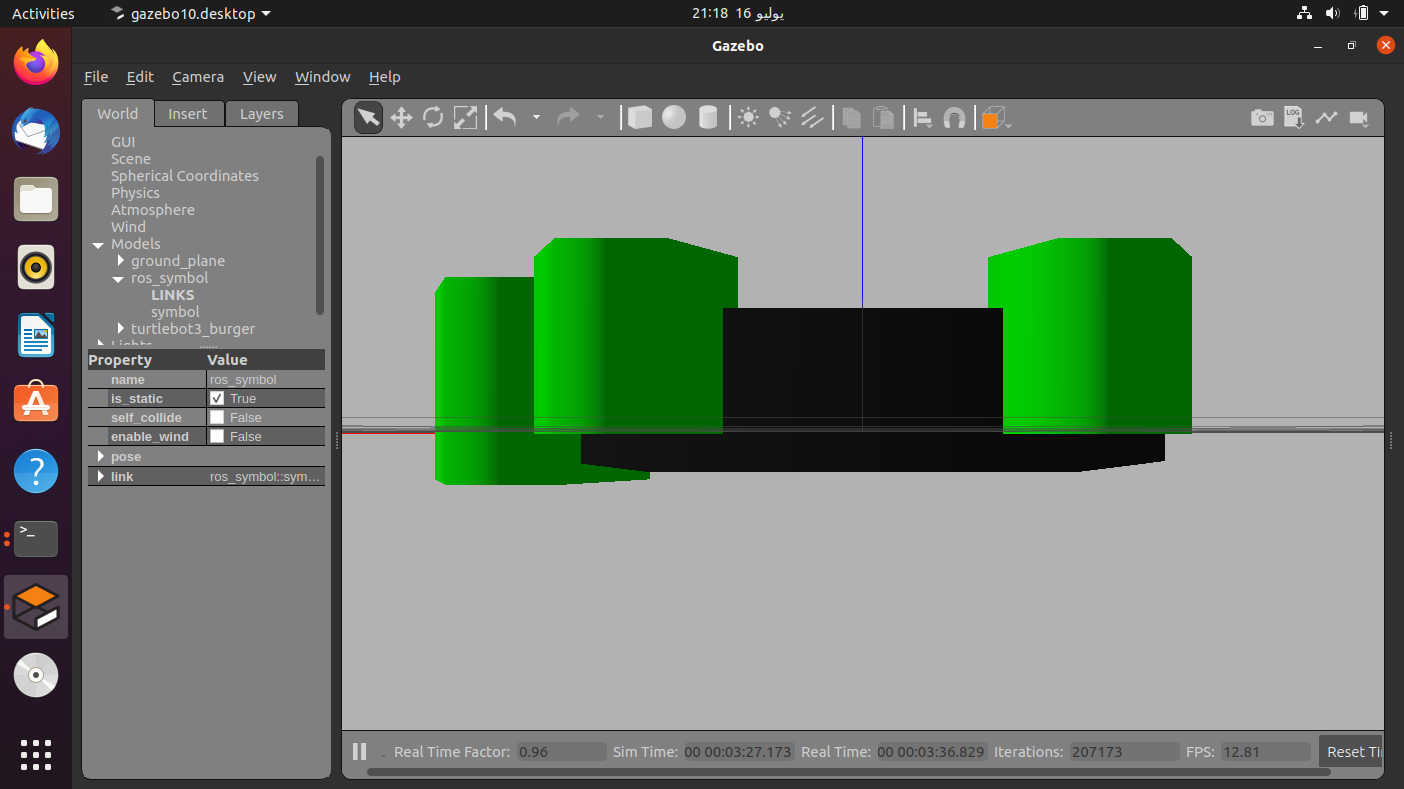 Activities
gazebo10.desktop
21:18 16 يوليو
Gazebo
File Edit Camera View Window Help
World Insert Layers
GUI
Scene
Spherical Coordinates
Physics
Atmosphere
Wind
Models
ground_plane
ros_symbol
LINKS
symbol
turtlebot3_burger
Lights
Property Value
name ros_symbol
is_static True
self_collide False
enable_wind False
pose
link ros_symbol::sym…
LOG
>_
Real Time Factor: 0.96 Sim Time: 00 00:03:27.173 Real Time: 00 00:03:36.829 Iterations: 207173 FPS: 12.81 Reset Ti